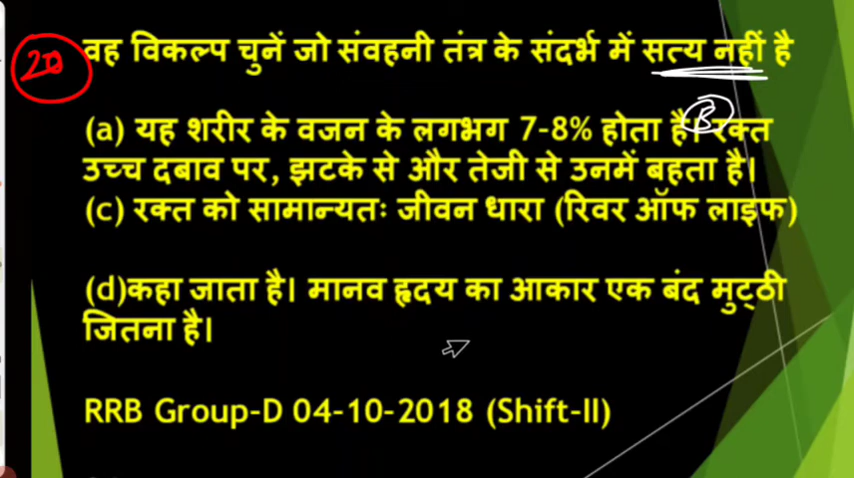 20
वह विकल्प चुनें जो संवहनी तंत्र के संदर्भ में सत्य नहीं है
(a) यह शरीर के वजन के लगभग 7-8% होता है। B रक्त
उच्च दबाव पर, झटके से और तेजी से उनमें बहता है।
(c) रक्त को सामान्यतः जीवन धारा (रिवर ऑफ लाइफ)
(d)कहा जाता है। मानव हृदय का आकार एक बंद मुट्ठी
जितना है।
RRB Group-D 04-10-2018 (Shift-II)